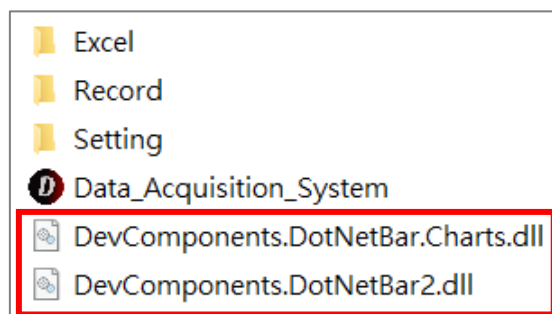 Excel
Record
Setting
D Data_Acquisition_System
DevComponents.DotNetBar.Charts.dll
DevComponents.DotNetBar2.dll